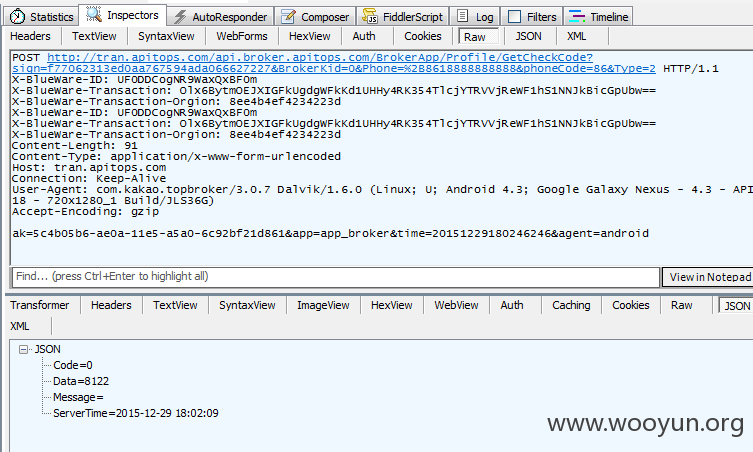 Statistics Inspectors AutoResponder Composer FiddlerScript Log Filters Timeline
Headers TextView SyntaxView WebForms HexView Auth Cookies Raw JSON XML
POST http://tran.apitops.com/api.broker.apitops.com/BrokerApp/Profile/GetCheckCode?
sign=f77062313ed0aa767594ada066627227&BrokerKid=0&Phone=%2B8618888888888&phoneCode=86&Type=2 HTTP/1.1
X-BlueWare-ID: UFODDCogNR9WaxQxBFOm
X-BlueWare-Transaction: Olx6BytmOEJXIGFkUgdgWFkKd1UHHy4RK354TlcjYTRVVjReWF1hS1NNJkBicGpUbw==
X-BlueWare-Transaction-Orgion: 8ee4b4ef4234223d
X-BlueWare-ID: UFODDCogNR9WaxQxBFOm
X-BlueWare-Transaction: Olx6BytmOEJXIGFkUgdgWFkKd1UHHy4RK354TlcjYTRVVjReWF1hS1NNJkBicGpUbw==
X-BlueWare-Transaction-Orgion: 8ee4b4ef4234223d
Content-Length: 91
Content-Type: application/x-www-form-urlencoded
Host: tran.apitops.com
Connection: Keep-Alive
User-Agent: com.kakao.topbroker/3.0.7 Dalvik/1.6.0 (Linux; U; Android 4.3; Google Galaxy Nexus - 4.3 - API
18 - 720x1280_1 Build/JLS36G)
Accept-Encoding: gzip
ak=5c4b05b6-ae0a-11e5-a5a0-6c92bf21d861&app=app_broker&time=20151229180246246&agent=android
Find... (press Ctrl+Enter to highlight all) View in Notepad
Transformer Headers TextView SyntaxView ImageView HexView WebView Auth Caching Cookies Raw JSON
XML
JSON
Code=0
Data=8122
Message=
ServerTime=2015-12-29 18:02:09
www.wooyun.org